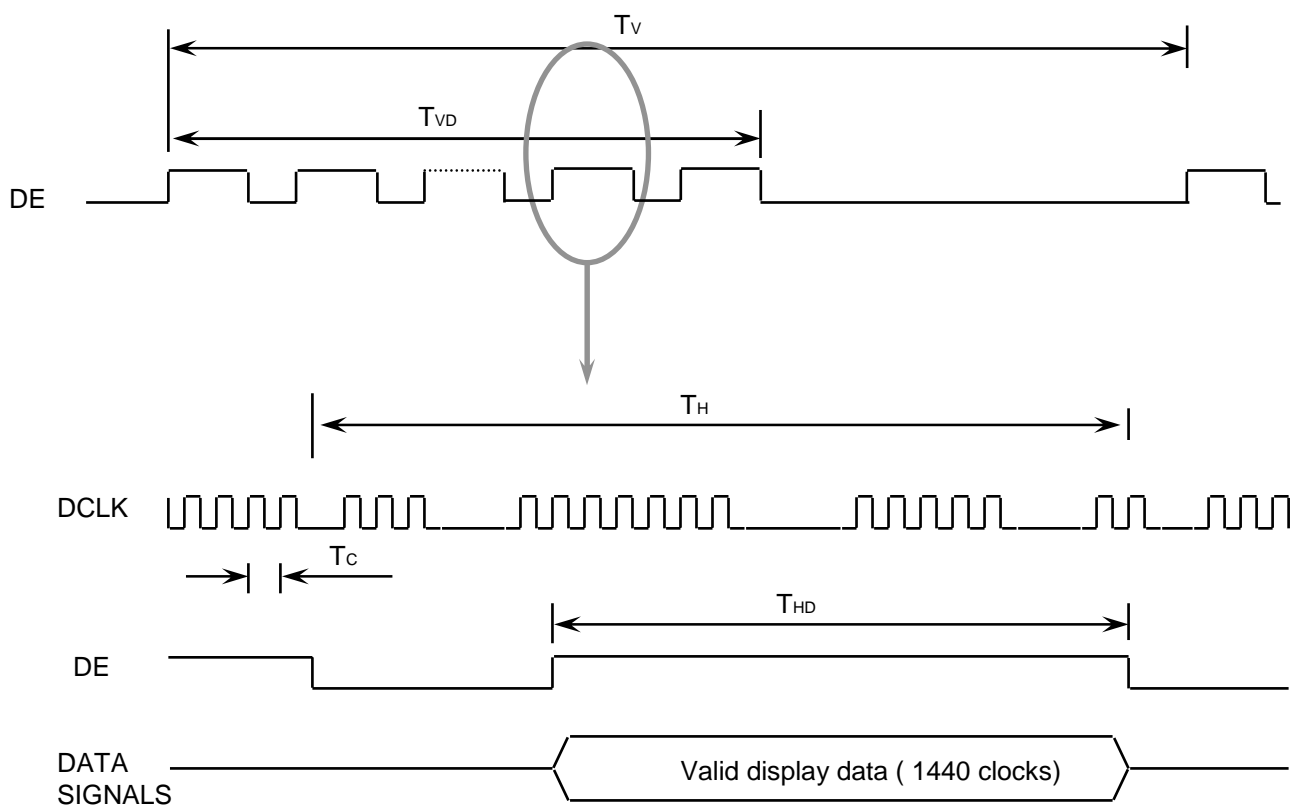 TV
TVD
DE
TH
DCLK
TC
THD
DE
DATA
SIGNALS
Valid display data ( 1440 clocks)